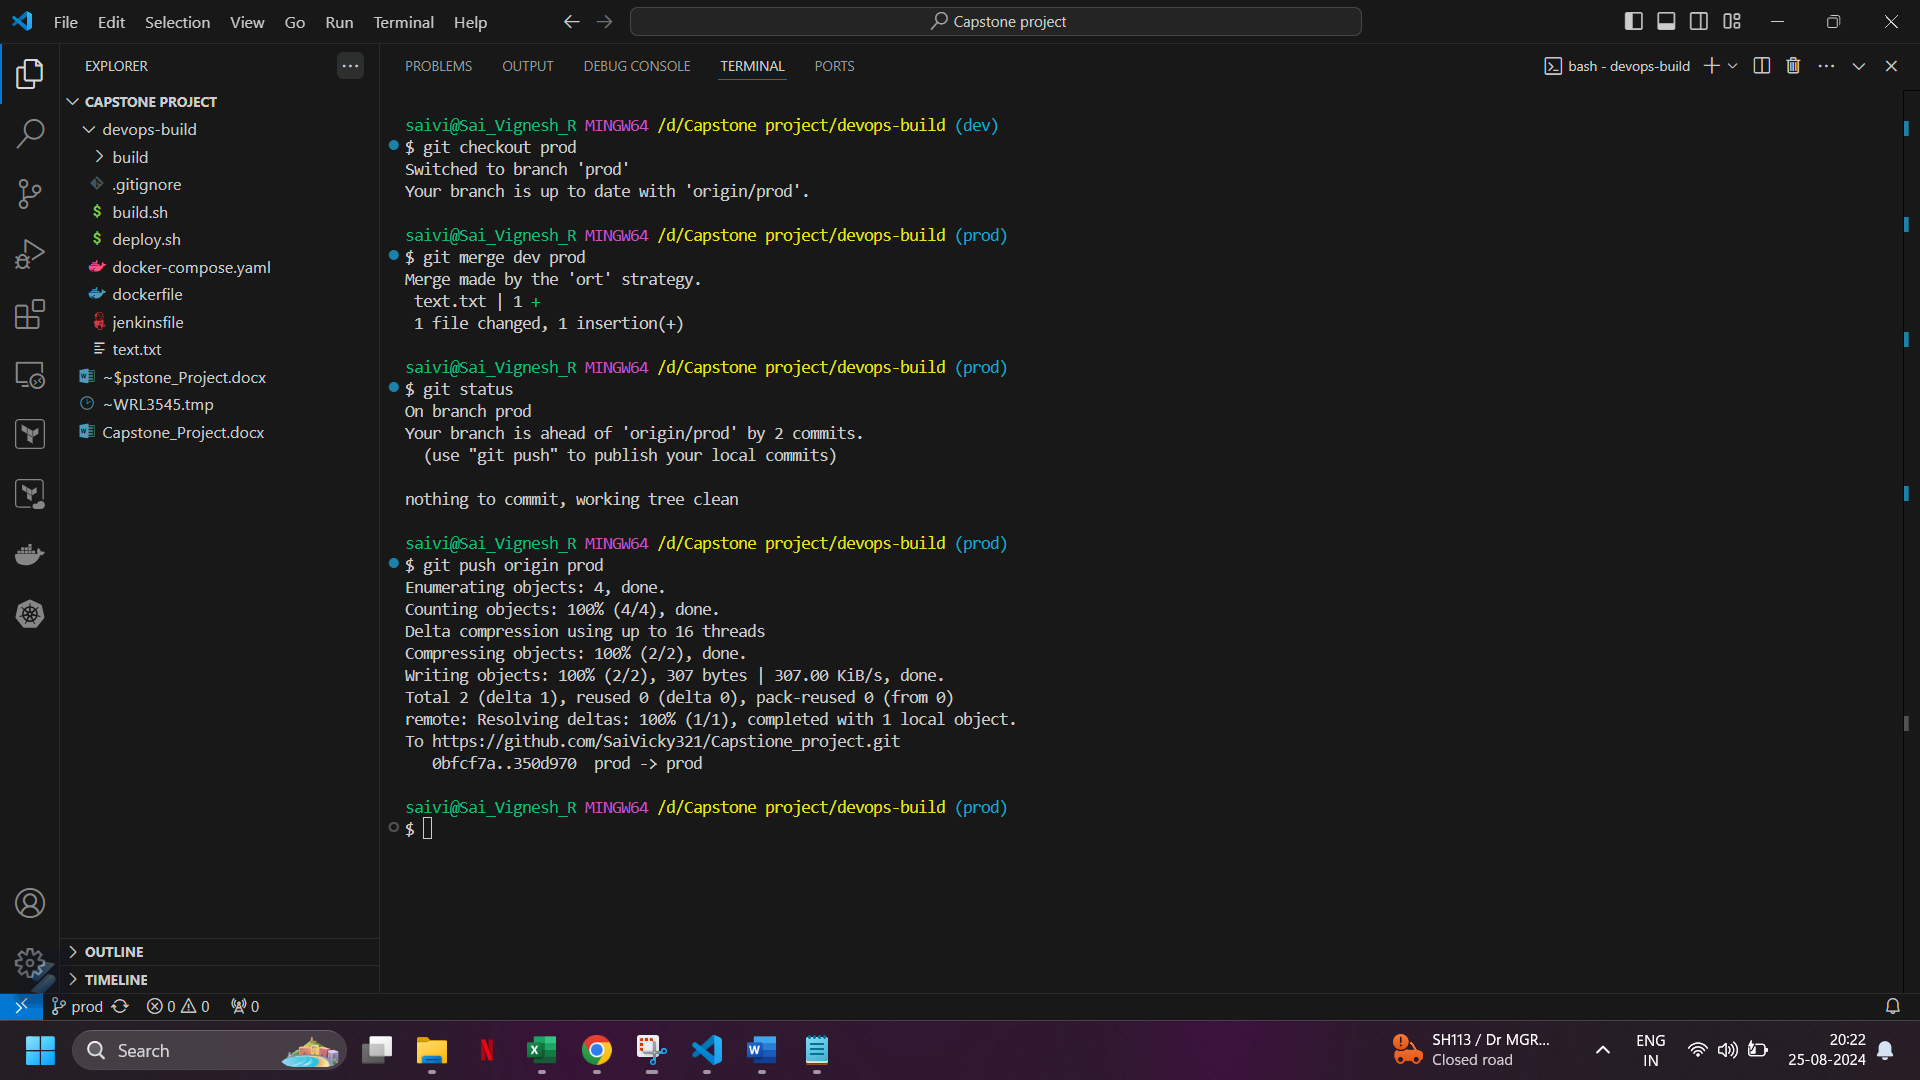 File Edit Selection View Go Run Terminal Help
Capstone project
EXPLORER
CAPSTONE PROJECT
devops-build
build
.gitignore
build.sh
deploy.sh
docker-compose.yaml
dockerfile
jenkinsfile
text.txt
~$pstone_Project.docx
~WRL3545.tmp
Capstone_Project.docx
OUTLINE
TIMELINE
PROBLEMS OUTPUT DEBUG CONSOLE TERMINAL PORTS
bash - devops-build
saivi@Sai_Vignesh_R MINGW64 /d/Capstone project/devops-build (dev)
$ git checkout prod
Switched to branch 'prod'
Your branch is up to date with 'origin/prod'.
saivi@Sai_Vignesh_R MINGW64 /d/Capstone project/devops-build (prod)
$ git merge dev prod
Merge made by the 'ort' strategy.
text.txt | 1 +
1 file changed, 1 insertion(+)
saivi@Sai_Vignesh_R MINGW64 /d/Capstone project/devops-build (prod)
$ git status
On branch prod
Your branch is ahead of 'origin/prod' by 2 commits.
(use "git push" to publish your local commits)
nothing to commit, working tree clean
saivi@Sai_Vignesh_R MINGW64 /d/Capstone project/devops-build (prod)
$ git push origin prod
Enumerating objects: 4, done.
Counting objects: 100% (4/4), done.
Delta compression using up to 16 threads
Compressing objects: 100% (2/2), done.
Writing objects: 100% (2/2), 307 bytes | 307.00 KiB/s, done.
Total 2 (delta 1), reused 0 (delta 0), pack-reused 0 (from 0)
remote: Resolving deltas: 100% (1/1), completed with 1 local object.
To https://github.com/SaiVicky321/Capstione_project.git
0bfcf7a..350d970  prod -> prod
saivi@Sai_Vignesh_R MINGW64 /d/Capstone project/devops-build (prod)
$
prod 0 0 0
Search
SH113 / Dr MGR...
Closed road
ENG
IN
20:22
25-08-2024